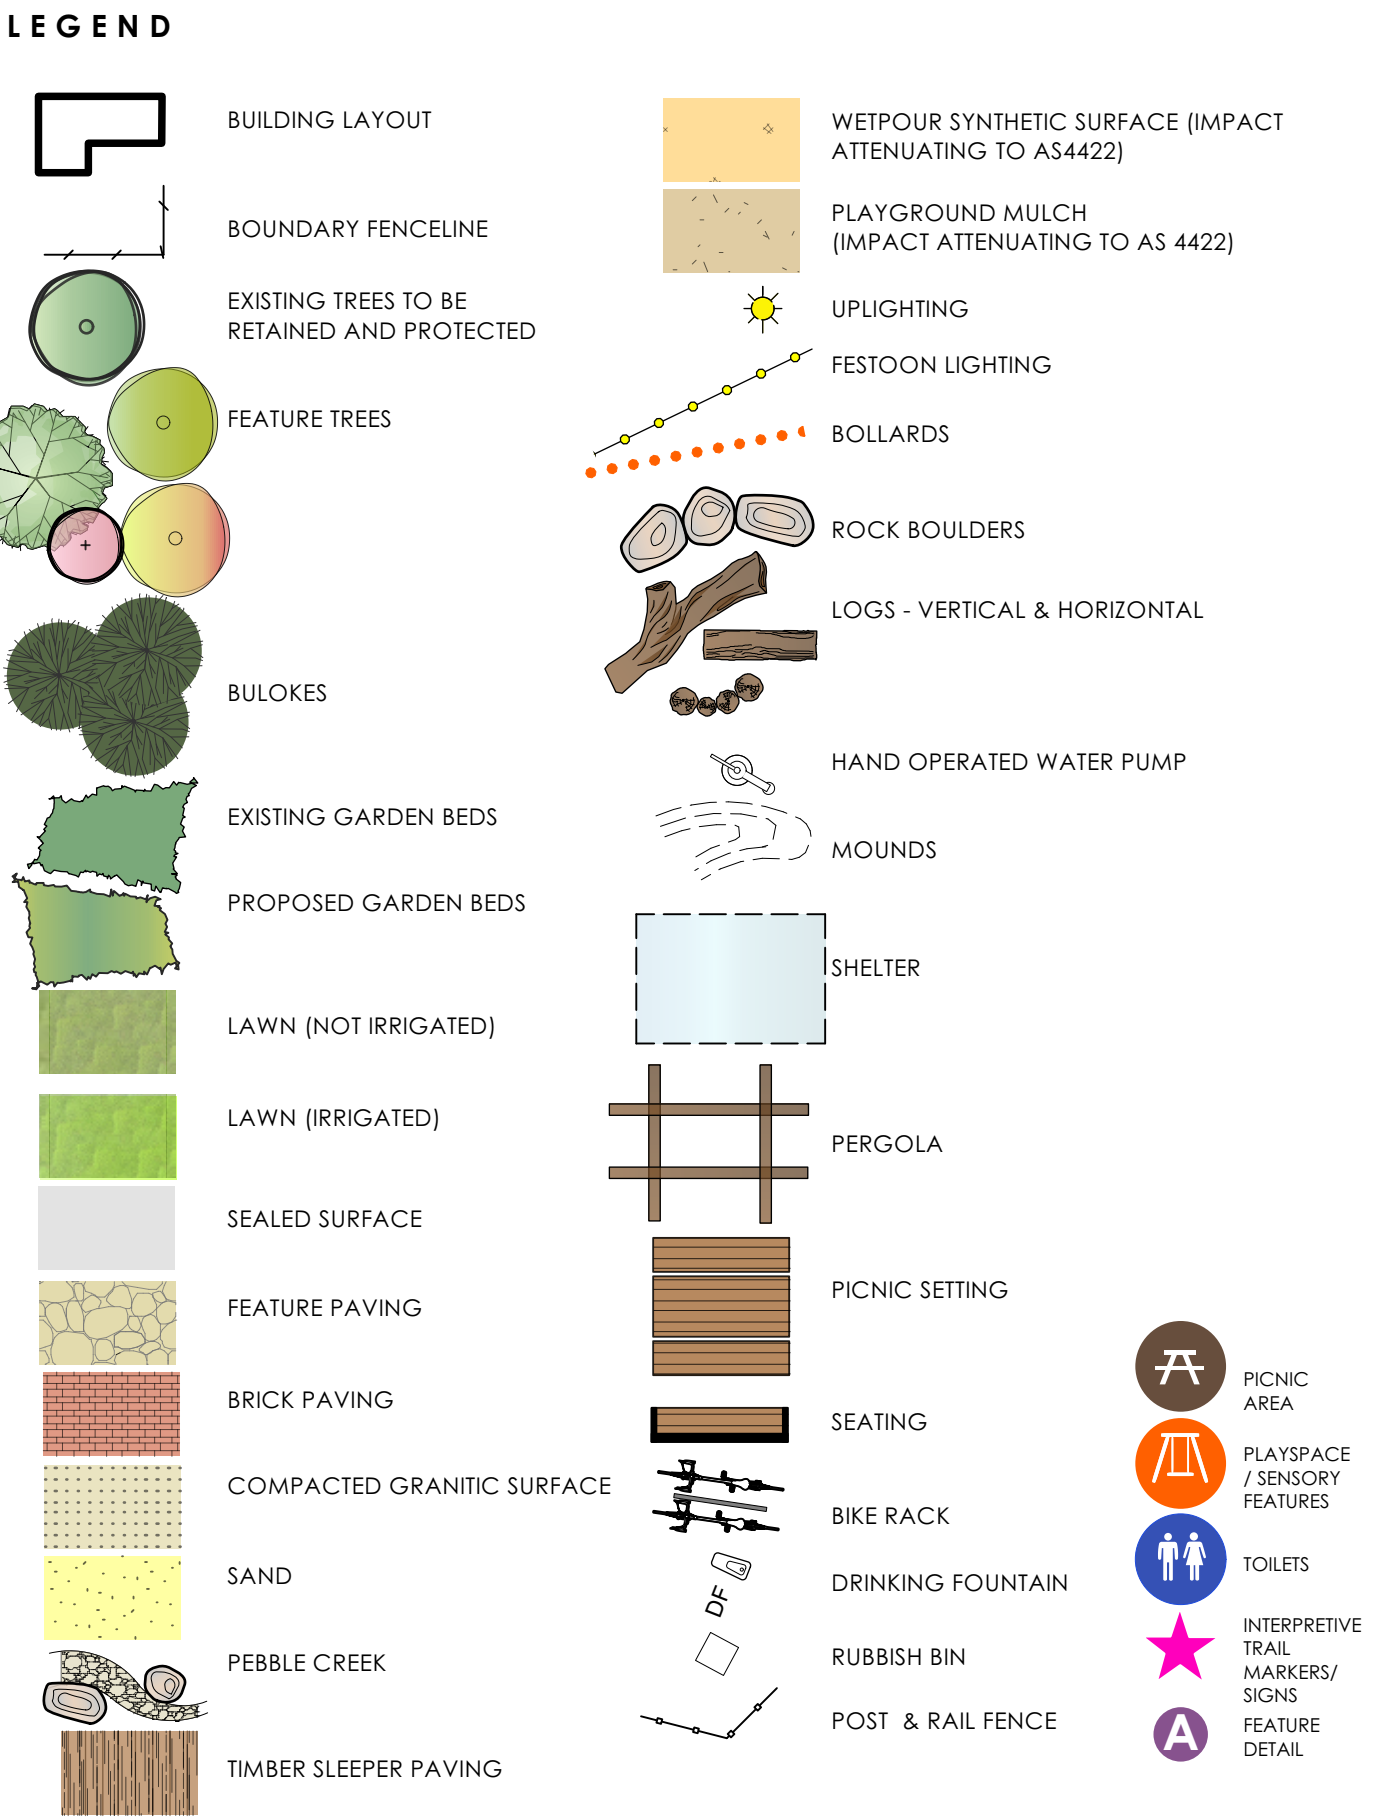 LEGEND
BUILDING LAYOUT
BOUNDARY FENCELINE
EXISTING TREES TO BE
RETAINED AND PROTECTED
FEATURE TREES
BULOKES
EXISTING GARDEN BEDS
PROPOSED GARDEN BEDS
LAWN (NOT IRRIGATED)
LAWN (IRRIGATED)
SEALED SURFACE
FEATURE PAVING
BRICK PAVING
COMPACTED GRANITIC SURFACE
SAND
PEBBLE CREEK
TIMBER SLEEPER PAVING
WETPOUR SYNTHETIC SURFACE (IMPACT
ATTENUATING TO AS4422)
PLAYGROUND MULCH
(IMPACT ATTENUATING TO AS 4422)
UPLIGHTING
FESTOON LIGHTING
BOLLARDS
ROCK BOULDERS
LOGS - VERTICAL & HORIZONTAL
HAND OPERATED WATER PUMP
MOUNDS
SHELTER
PERGOLA
PICNIC SETTING
SEATING
BIKE RACK
DF
DRINKING FOUNTAIN
RUBBISH BIN
POST & RAIL FENCE
PICNIC
AREA
PLAYSPACE
/ SENSORY
FEATURES
TOILETS
INTERPRETIVE
TRAIL
MARKERS/
SIGNS
A
FEATURE
DETAIL